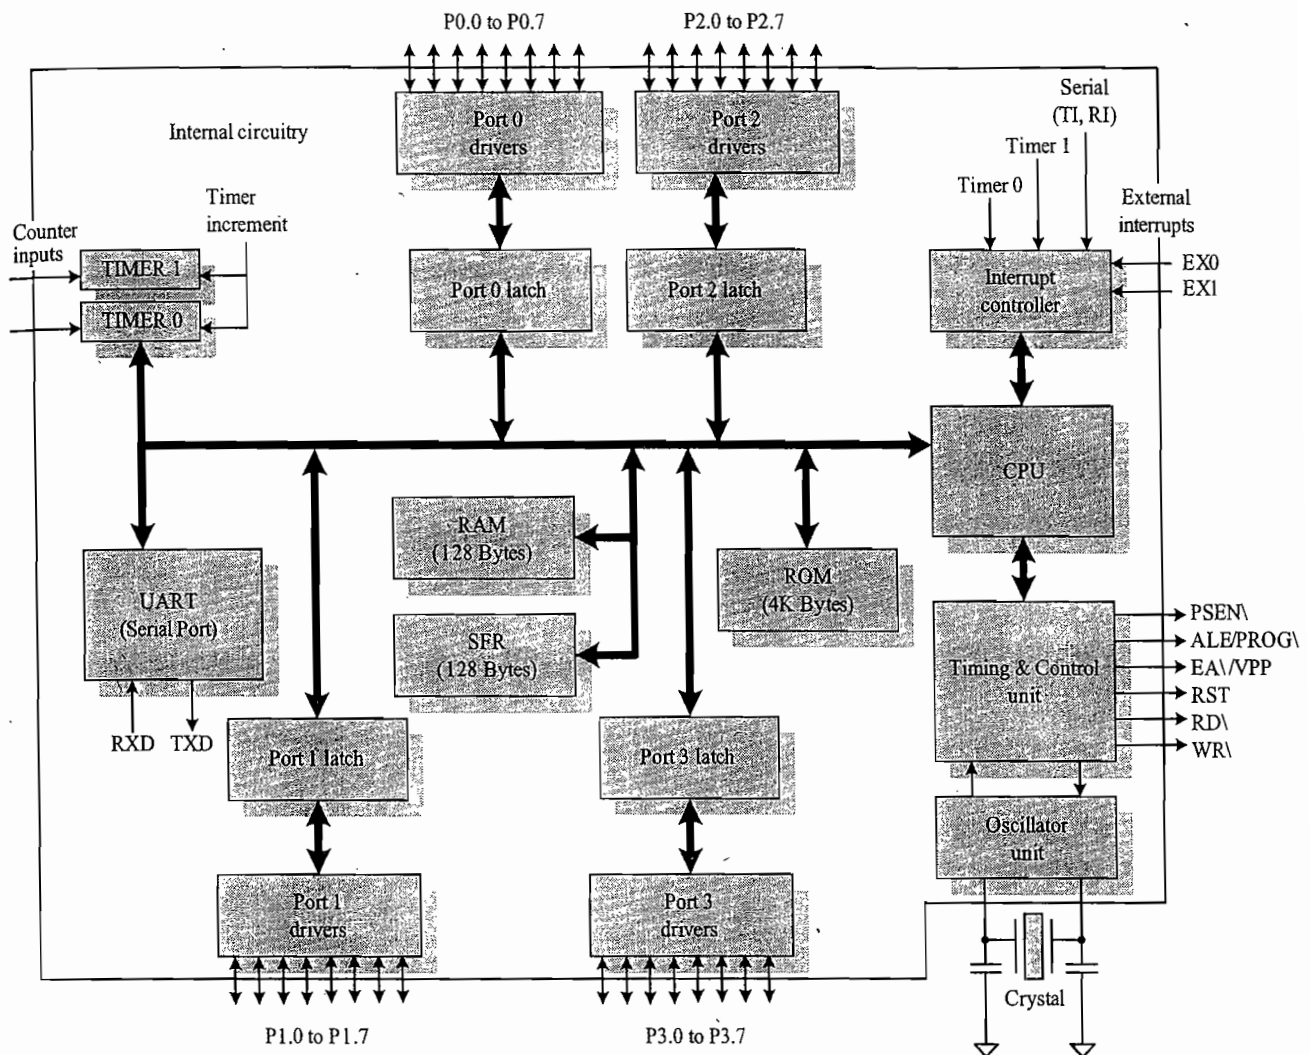 P0.0 to P0.7
P2.0 to P2.7
Serial
(TI, RI)
Port 0
drivers
Port 2
drivers
Internal circuitry
Timer 1
Timer 0
External
interrupts
Timer
increment
Counter
inputs
TIMER 1
TIMER 0
Port 0 latch
Port 2 latch
Interrupt
controller
EX0
EX1
CPU
RAM
(128 Bytes)
ROM
(4K Bytes)
UART
(Serial Port)
SFR
(128 Bytes)
Timing & Control
unit
PSEN\
ALE/PROG\
EA\/VPP
RST
RD\
WR\
RXD
TXD
Port 1 latch
Port 3 latch
Oscillator
unit
Port 1
drivers
Port 3
drivers
Crystal
P1.0 to P1.7
P3.0 to P3.7